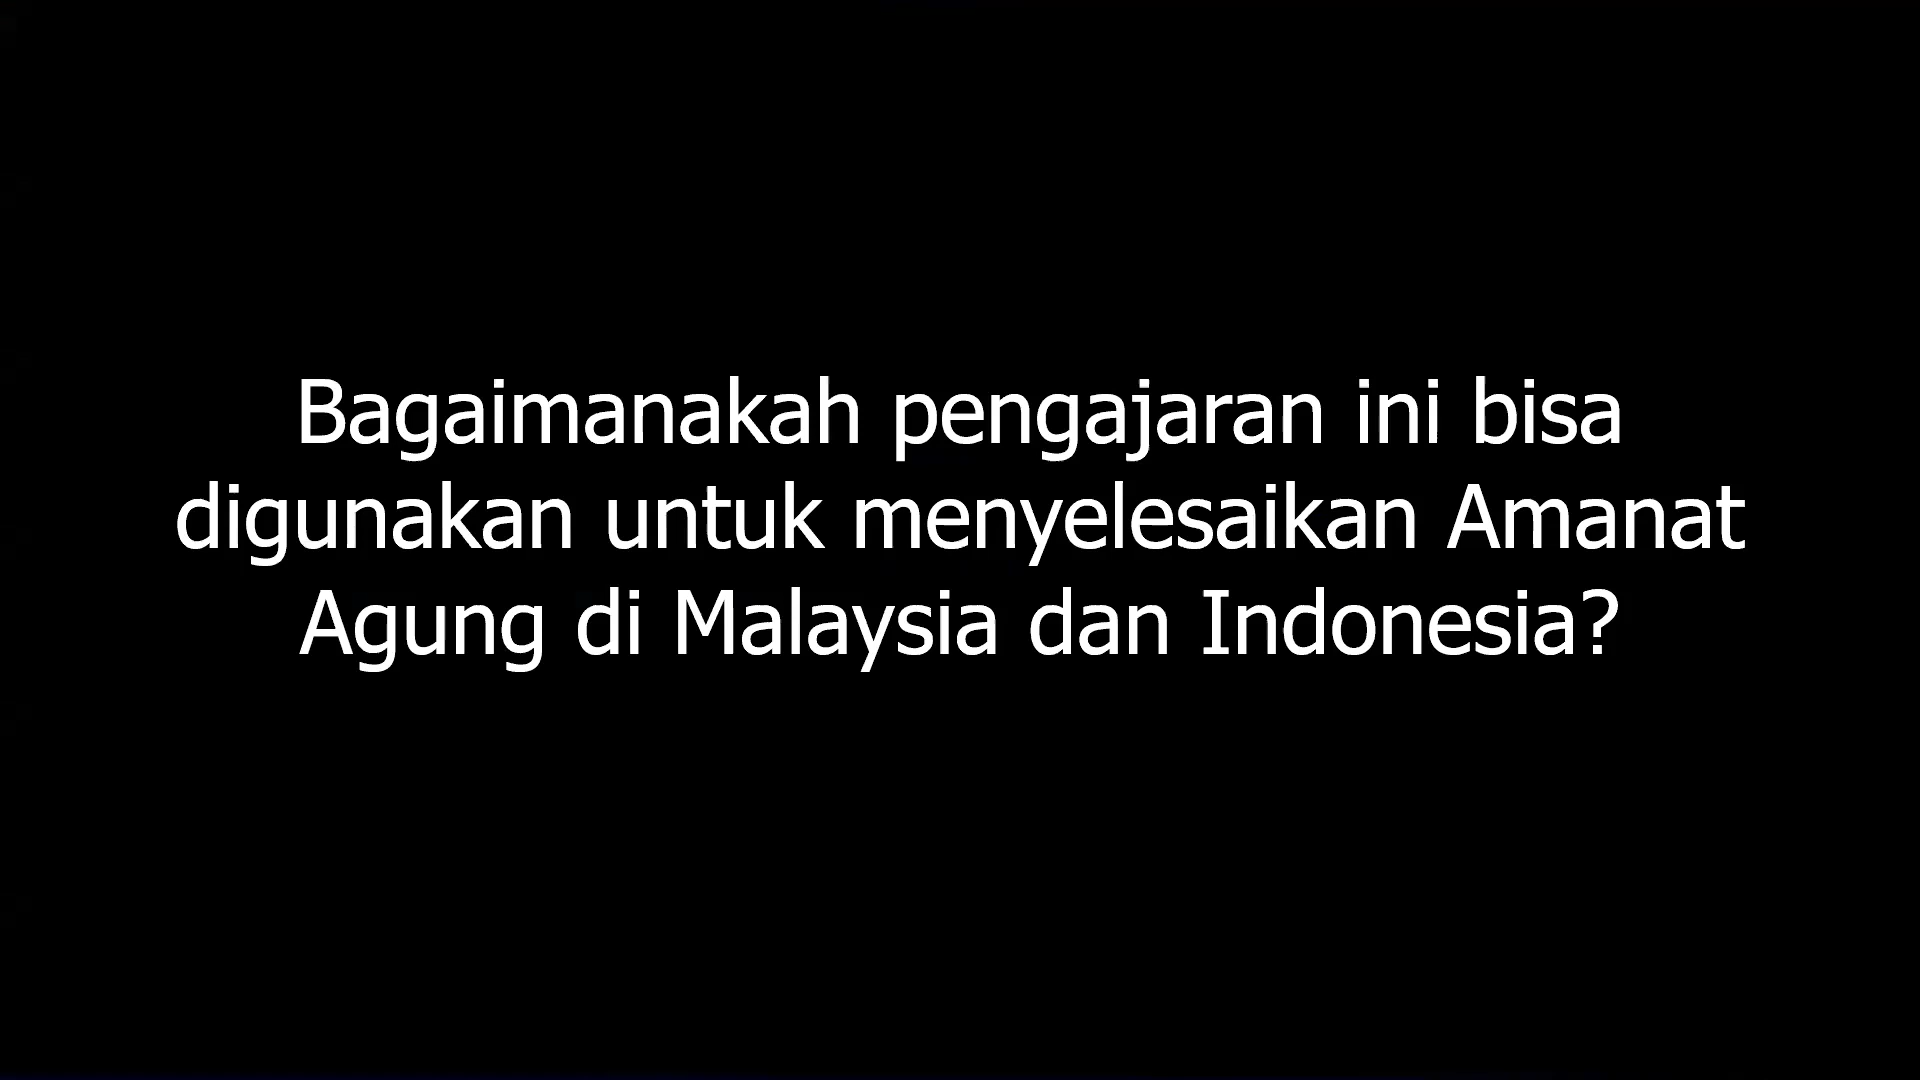 Bagaimanakah pengajaran ini bisa
digunakan untuk menyelesaikan Amanat
Agung di Malaysia dan Indonesia?